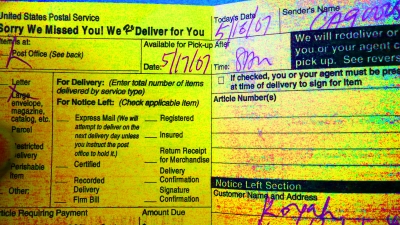 United States Postal Service
Sorry We Missed You! We ReDeliver for You
Today's Date
Sender's Name
5/16/07
Item is at:
Post Office (See back)
Available for Pick-up After
Date: 5/17/07
Time:
We will redeliver or
you or your agent c
pick up. See revers
If checked, you or your agent must be pres
at time of delivery to sign for item
Letter
Large envelope, magazine, catalog, etc.
Parcel
Restricted Delivery
Perishable Item
Other:
For Delivery: (Enter total number of items delivered by service type)
For Notice Left: (Check applicable item)
Express Mail (We will attempt to deliver on the next delivery day unless you instruct the post office to hold it.)
Certified
Recorded Delivery
Firm Bill
Registered
Insured
Return Receipt for Merchandise
Delivery Confirmation
Signature Confirmation
Article Number(s)
Notice Left Section
Customer Name and Address
Article Requiring Payment
Amount Due